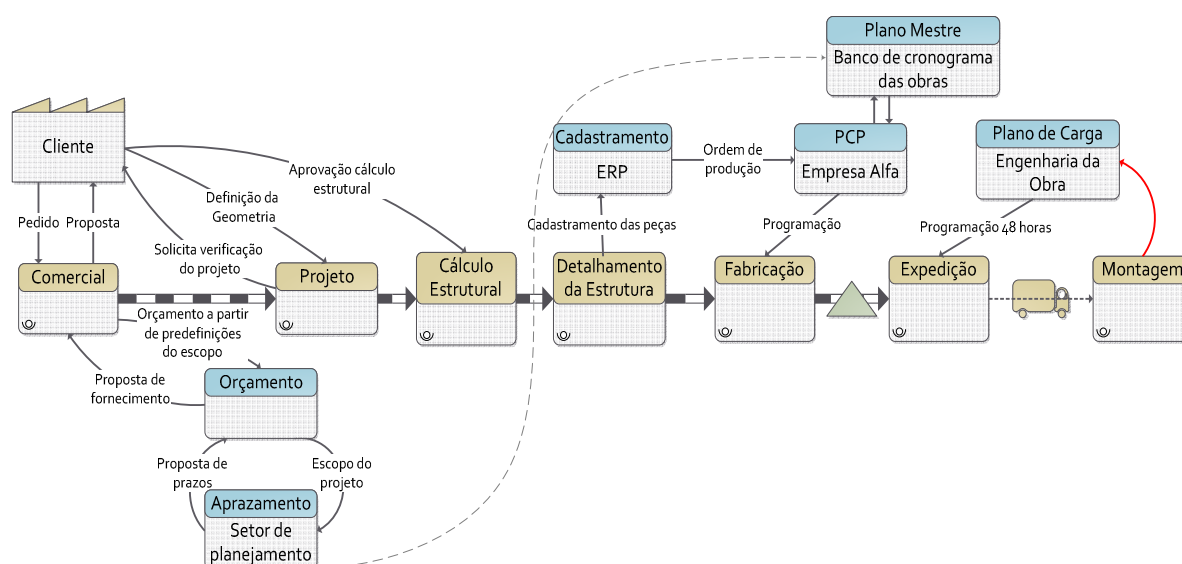 Plano Mestre
Banco de cronograma
das obras
Cliente
Cadastramento
ERP
Ordem de
produção
PCP
Empresa Alfa
Plano de Carga
Engenharia da
Obra
Aprovação cálculo
estrutural
Definição da
Geometria
Pedido
Proposta
Solicita verificação
do projeto
Cadastramento das peças
Programação
Programação 48 horas
Comercial
Projeto
Cálculo
Estrutural
Detalhamento
da Estrutura
Fabricação
Expedição
Montagem
Orçamento a partir
de predefinições
do escopo
Proposta de
fornecimento
Orçamento
Proposta de
prazos
Escopo do
projeto
Aprazamento
Setor de
planejamento